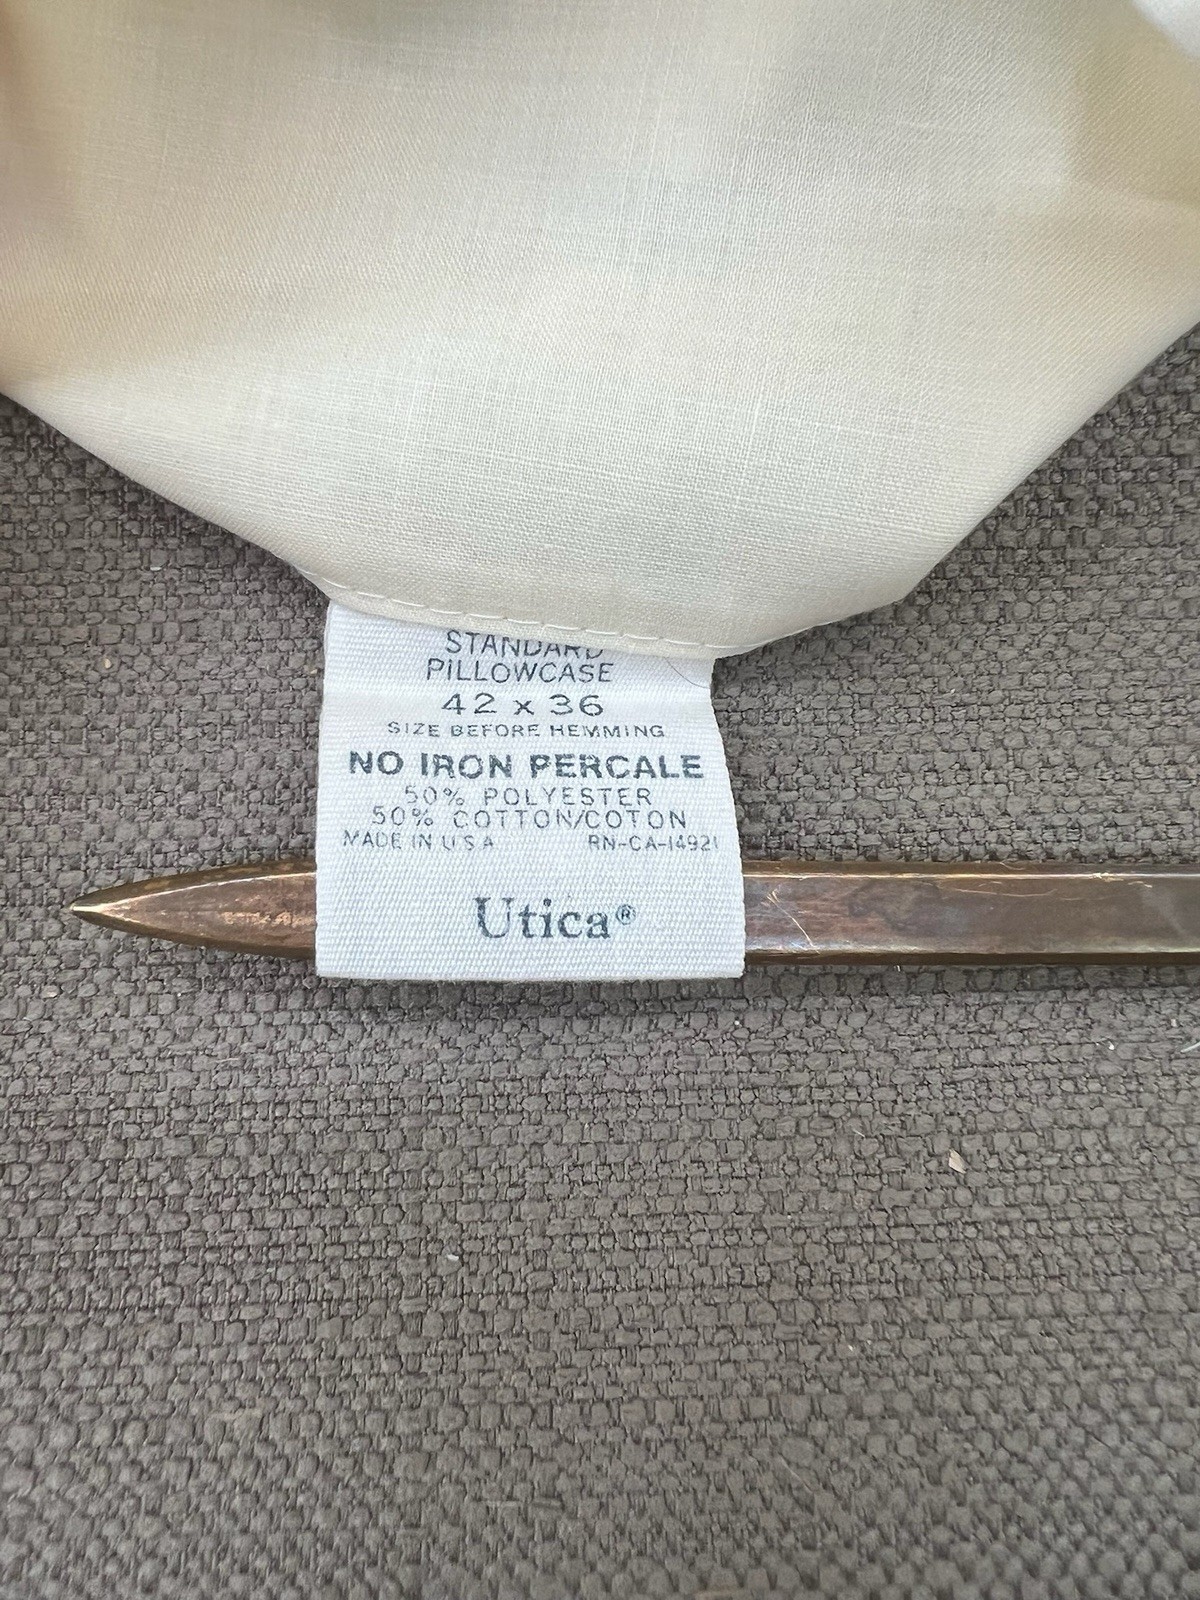 STANDARD
PILLOWCASE
42 x 36
SIZE BEFORE HEMMING
NO IRON PERCALE
50% POLYESTER
50% COTTON/COTON
MADE IN U S A RN-CA-14921
Utica®